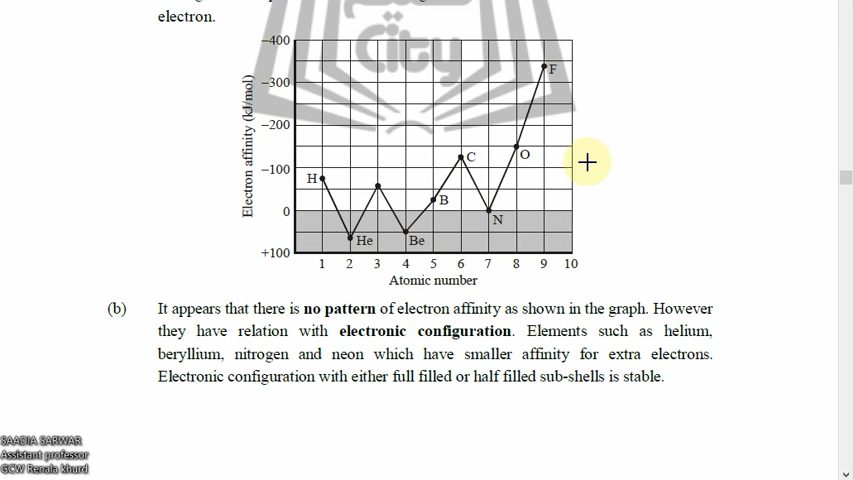 electron.
City
−400
−300
−200
−100
0
+100
Electron affinity (kJ/mol)
F
C
O
H
B
N
He
Be
1 2 3 4 5 6 7 8 9 10
Atomic number
(b) It appears that there is no pattern of electron affinity as shown in the graph. However
they have relation with electronic configuration. Elements such as helium,
beryllium, nitrogen and neon which have smaller affinity for extra electrons.
Electronic configuration with either full filled or half filled sub-shells is stable.
SAADIA SARWAR
Assistant professor
GCW Renala khurd